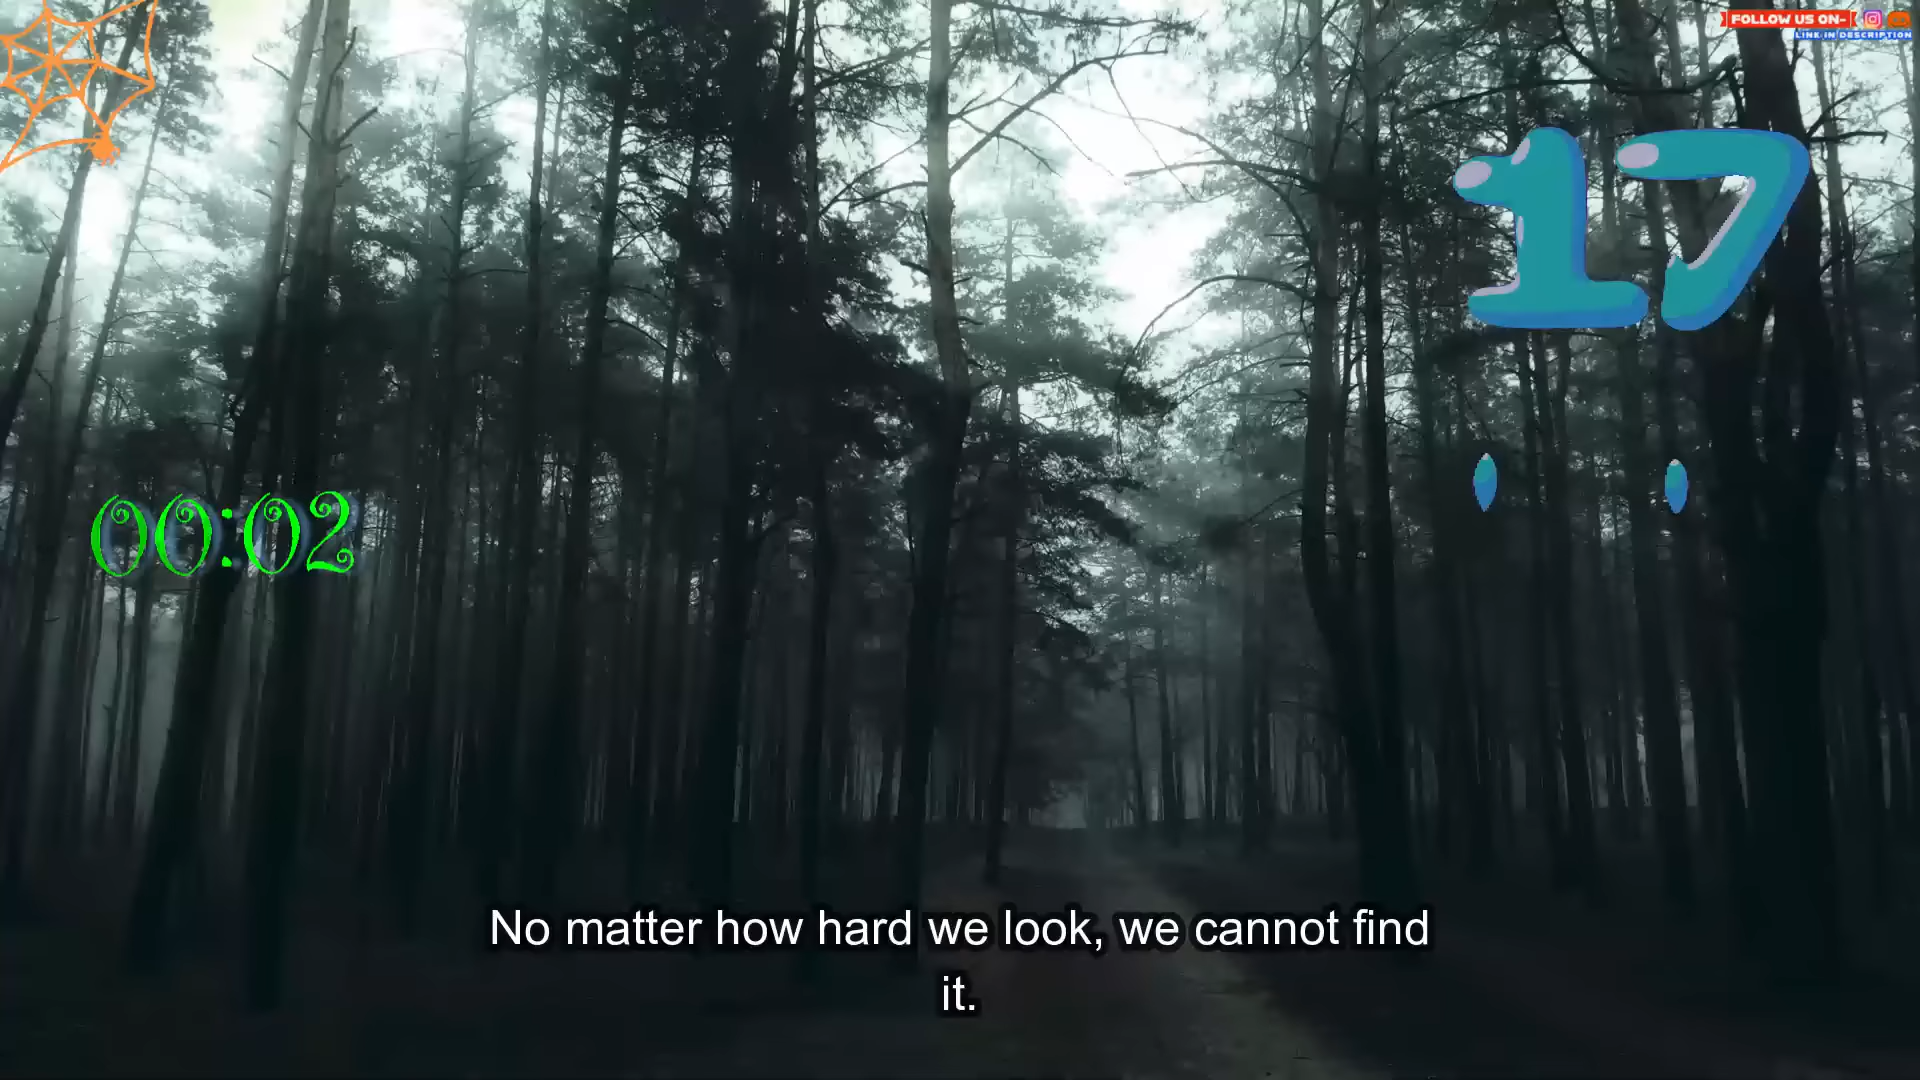 FOLLOW US ON-
LINK IN DESCRIPTION
17
00:02
No matter how hard we look, we cannot find
it.